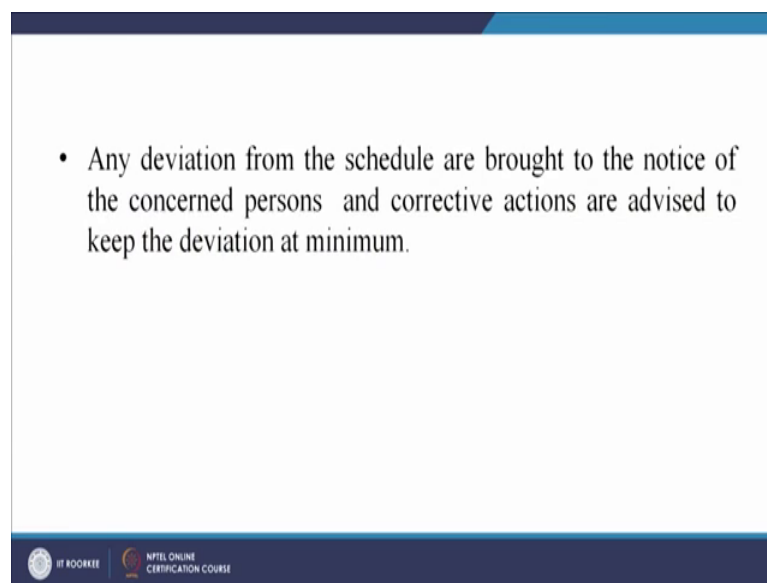 • Any deviation from the schedule are brought to the notice of
the concerned persons and corrective actions are advised to
keep the deviation at minimum.
IIT ROORKEE
NPTEL ONLINE
CERTIFICATION COURSE